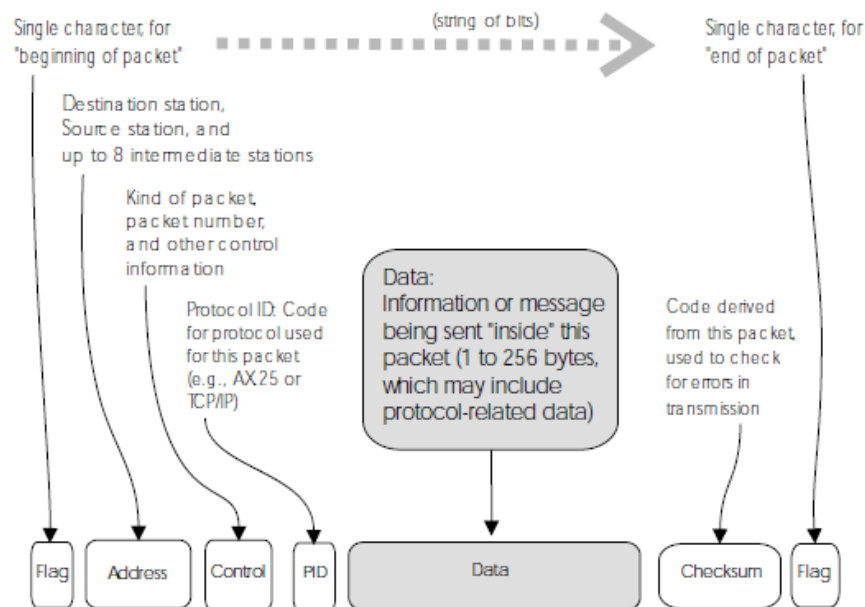 Single character, for
"beginning of packet"
(string of bits)
Single character, for
"end of packet"
Destination station,
Source station, and
up to 8 intermediate stations
Kind of packet,
packet number,
and other control
information
Protocol ID: Code
for protocol used
for this packet
(e.g., AX.25 or
TCP/IP)
Data:
Information or message
being sent "inside" this
packet (1 to 256 bytes,
which may include
protocol-related data)
Code derived
from this packet,
used to check
for errors in
transmission
Flag
Address
Control
PID
Data
Checksum
Flag